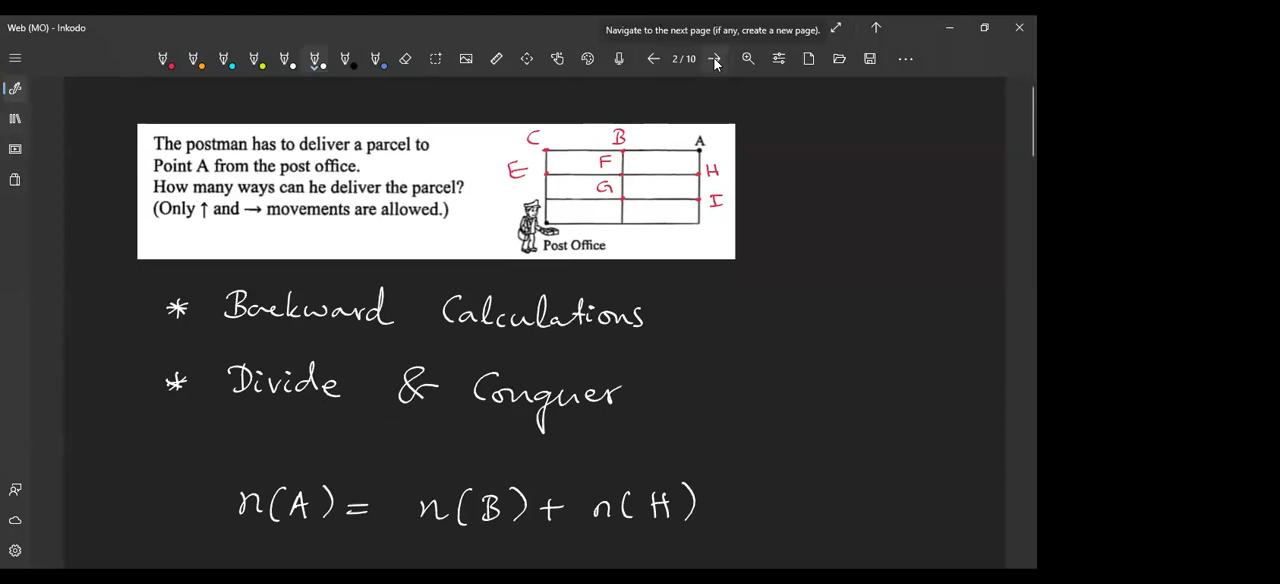 Web (MO) - Inkodo
Navigate to the next page (if any, create a new page).
2 / 10
The postman has to deliver a parcel to
Point A from the post office.
How many ways can he deliver the parcel?
(Only ↑ and → movements are allowed.)
C B A
E F H
G I
Post Office
* Backward Calculations
* Divide & Conquer
n(A) = n(B) + n(H)